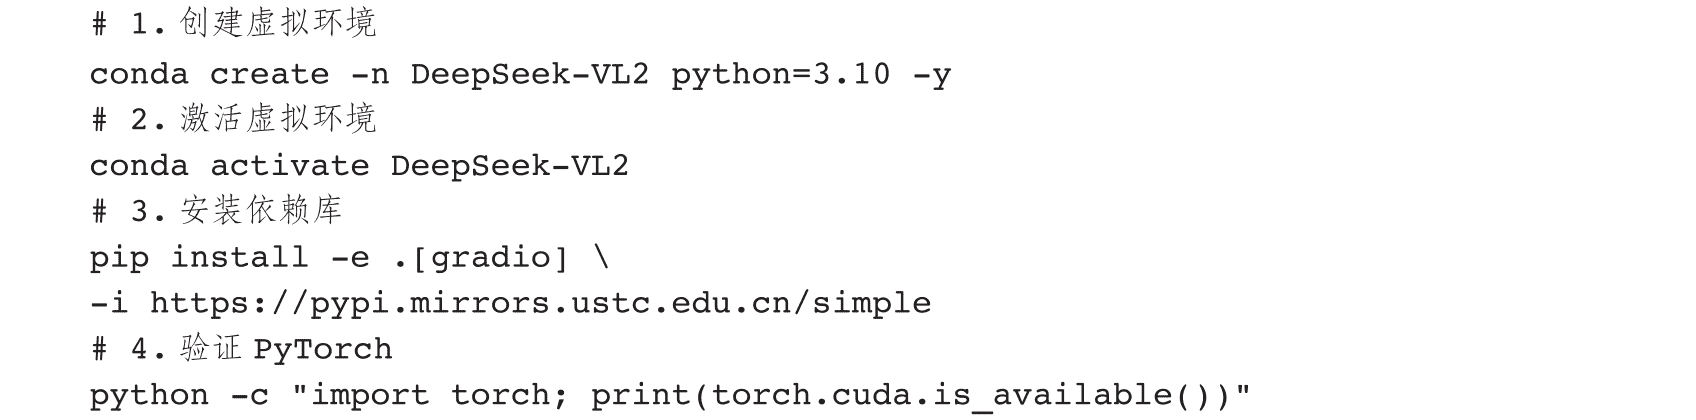 # 1. 创建虚拟环境
conda create -n DeepSeek-VL2 python=3.10 -y
# 2. 激活虚拟环境
conda activate DeepSeek-VL2
# 3. 安装依赖库
pip install -e .[gradio] \
-i https://pypi.mirrors.ustc.edu.cn/simple
# 4. 验证 PyTorch
python -c "import torch; print(torch.cuda.is_available())"